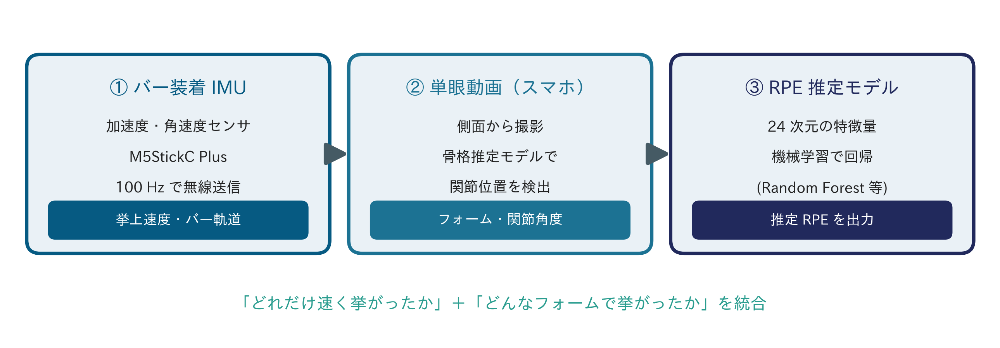 ① バー装着 IMU
加速度・角速度センサ
M5StickC Plus
100 Hz で無線送信
挙上速度・バー軌道
② 単眼動画（スマホ）
側面から撮影
骨格推定モデルで
関節位置を検出
フォーム・関節角度
③ RPE 推定モデル
24 次元の特徴量
機械学習で回帰
(Random Forest 等)
推定 RPE を出力
「どれだけ速く挙がったか」＋「どんなフォームで挙がったか」を統合